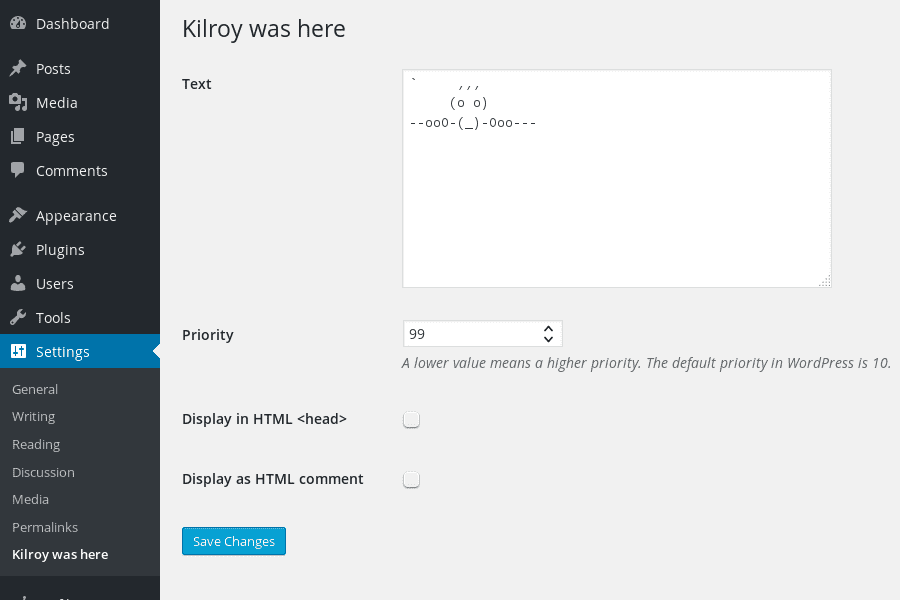 Dashboard
Posts
Media
Pages
Comments
Appearance
Plugins
Users
Tools
Settings
General
Writing
Reading
Discussion
Media
Permalinks
Kilroy was here
Kilroy was here
Text
`     ,,,
     (o o)
--ooO-(_)-Ooo---
Priority
99
A lower value means a higher priority. The default priority in WordPress is 10.
Display in HTML <head>
Display as HTML comment
Save Changes